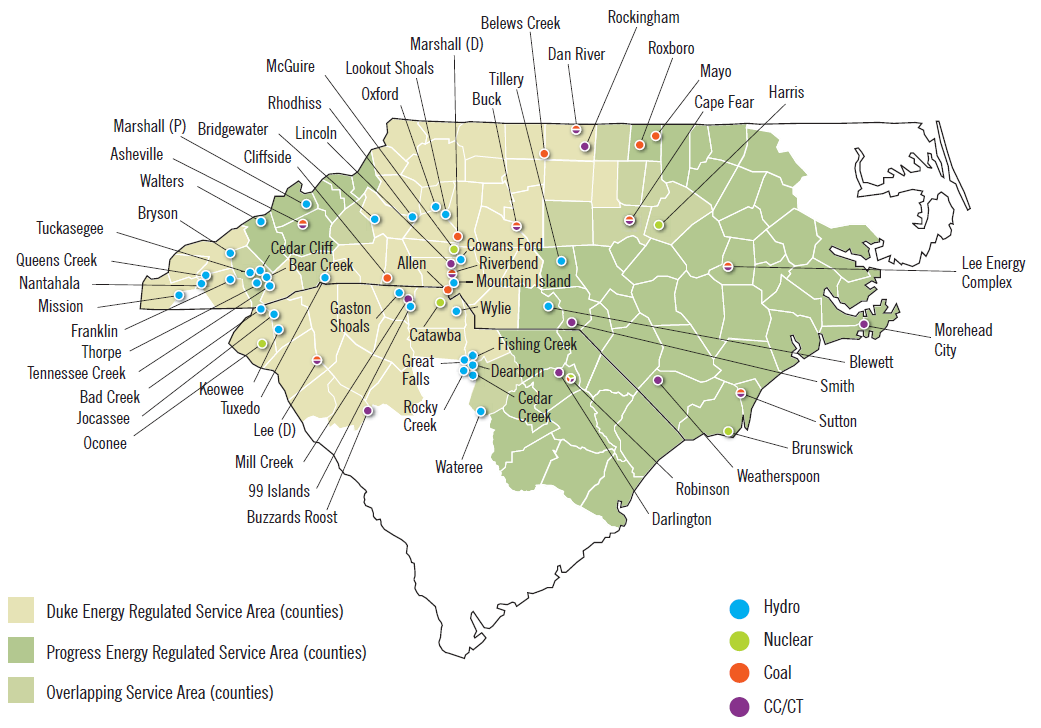 Rockingham
Belews Creek
Marshall (D)
Dan River
Roxboro
McGuire
Lookout Shoals
Tillery
Mayo
Rhodhiss
Oxford
Buck
Cape Fear
Harris
Marshall (P)
Bridgewater
Lincoln
Asheville
Cliffside
Walters
Bryson
Tuckasegee
Cedar Cliff
Cowans Ford
Queens Creek
Bear Creek
Allen
Riverbend
Lee Energy
Complex
Nantahala
Mountain Island
Mission
Gaston
Shoals
Wylie
Franklin
Catawba
Morehead
City
Thorpe
Great
Falls
Fishing Creek
Blewett
Tennessee Creek
Dearborn
Smith
Bad Creek
Keowee
Cedar
Creek
Jocassee
Tuxedo
Rocky
Creek
Sutton
Oconee
Lee (D)
Brunswick
Mill Creek
Wateree
Weatherspoon
99 Islands
Robinson
Buzzards Roost
Darlington
Duke Energy Regulated Service Area (counties)
Progress Energy Regulated Service Area (counties)
Overlapping Service Area (counties)
Hydro
Nuclear
Coal
CC/CT